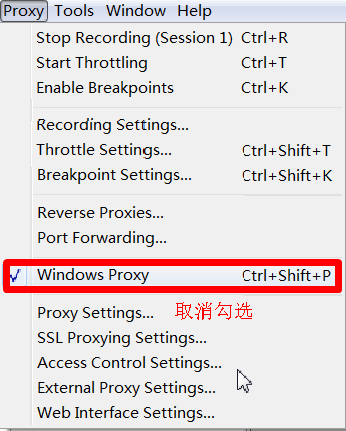 Proxy Tools Window Help
Stop Recording (Session 1) Ctrl+R
Start Throttling Ctrl+T
Enable Breakpoints Ctrl+K
Recording Settings...
Throttle Settings... Ctrl+Shift+T
Breakpoint Settings... Ctrl+Shift+K
Reverse Proxies...
Port Forwarding...
Windows Proxy Ctrl+Shift+P
Proxy Settings... 取消勾选
SSL Proxying Settings...
Access Control Settings...
External Proxy Settings...
Web Interface Settings...